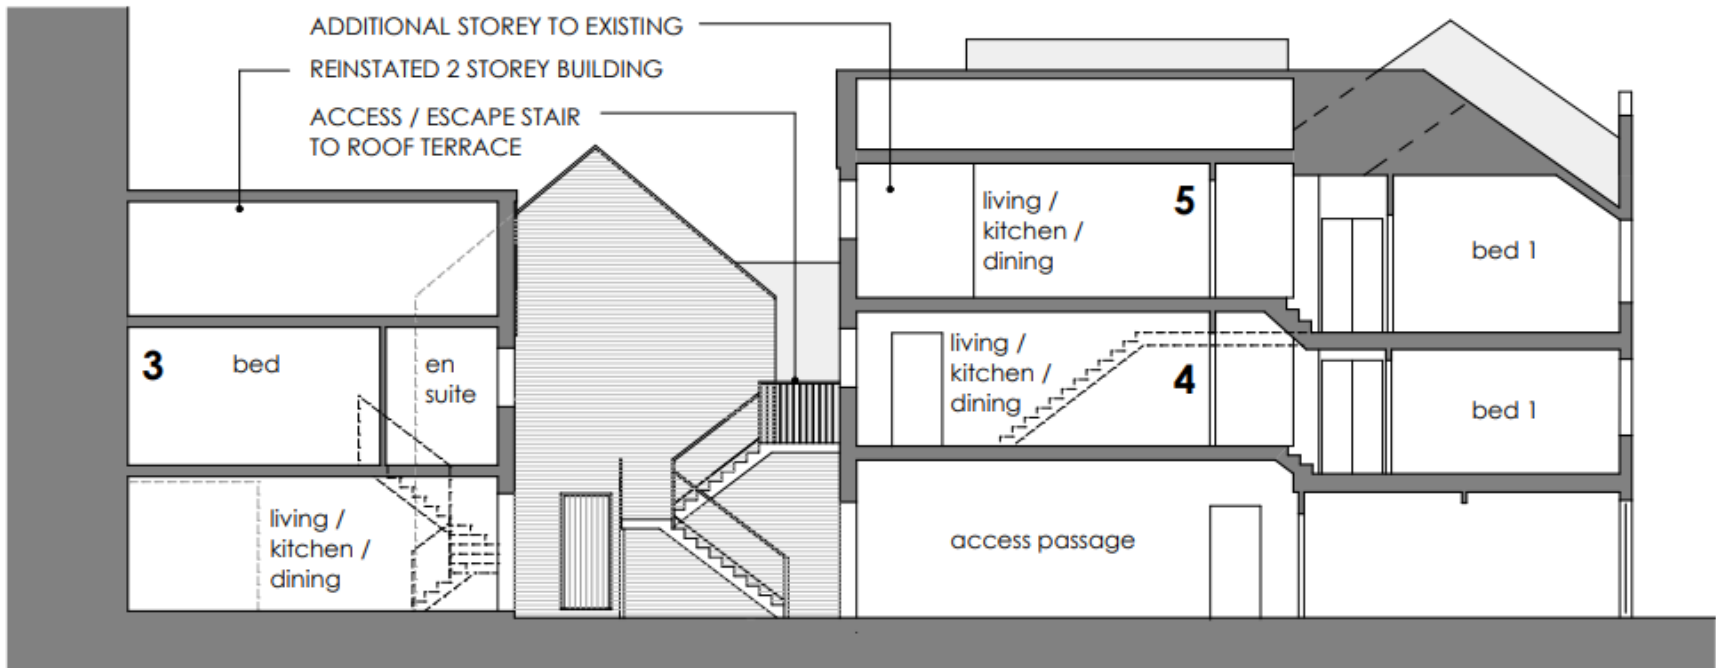 ADDITIONAL STOREY TO EXISTING
REINSTATED 2 STOREY BUILDING
ACCESS / ESCAPE STAIR
TO ROOF TERRACE
living /
kitchen /
dining
5
bed 1
3
bed
en
suite
living /
kitchen /
dining
4
bed 1
living /
kitchen /
dining
access passage